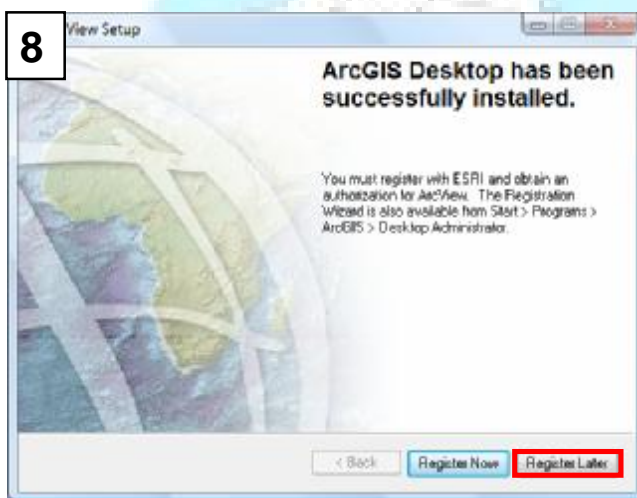 8
View Setup
ArcGIS Desktop has been
successfully installed.
You must register with ESRI and obtain an
authorization for ArcView. The Registration
Wizard is also available from Start > Programs >
ArcGIS > Desktop Administrator.
< Back
Register Now
Register Later